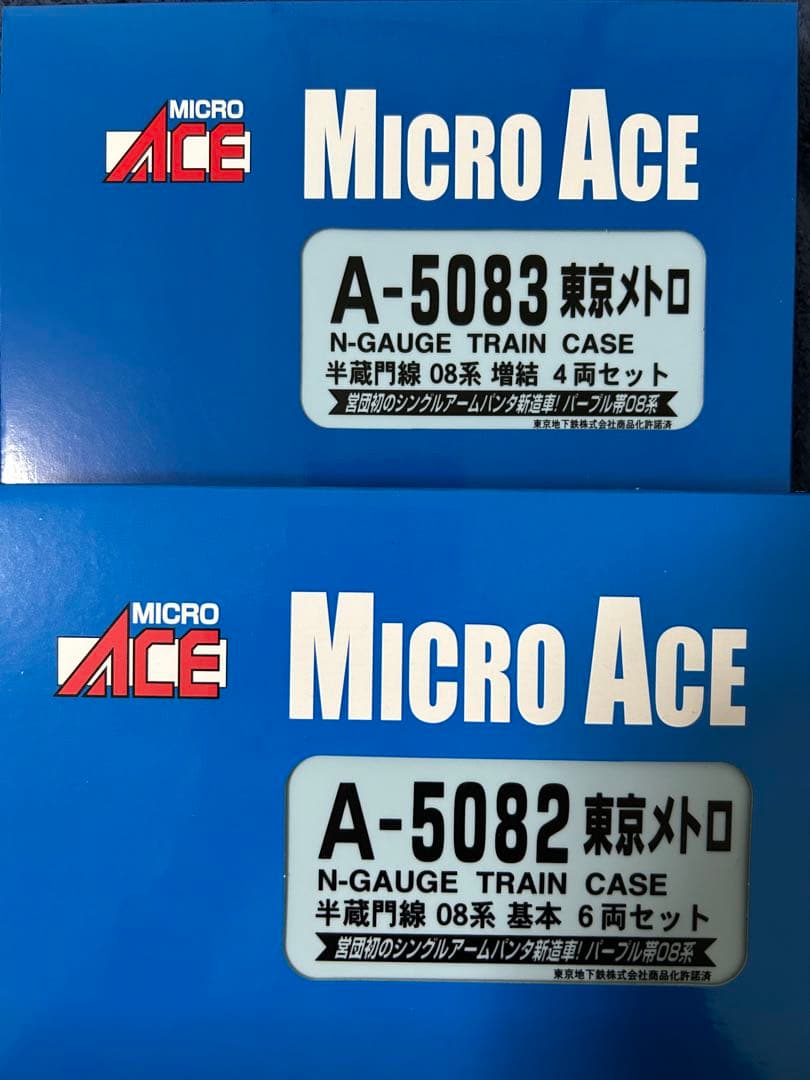 MICRO
ACE
MICRO ACE
A-5083 東京メトロ
N-GAUGE TRAIN CASE
半蔵門線 08系 増結 4両セット
営団初のシングルアームパンタ新造車! パープル帯08系
東京地下鉄株式会社商品化許諾済
MICRO
ACE
MICRO ACE
A-5082 東京メトロ
N-GAUGE TRAIN CASE
半蔵門線 08系 基本 6両セット
営団初のシングルアームパンタ新造車! パープル帯08系
東京地下鉄株式会社商品化許諾済